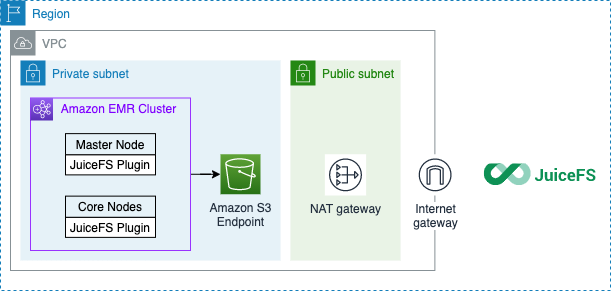 Region
VPC
Private subnet
Public subnet
Amazon EMR Cluster
Master Node
JuiceFS Plugin
Core Nodes
JuiceFS Plugin
Amazon S3
Endpoint
NAT gateway
Internet
gateway
JuiceFS